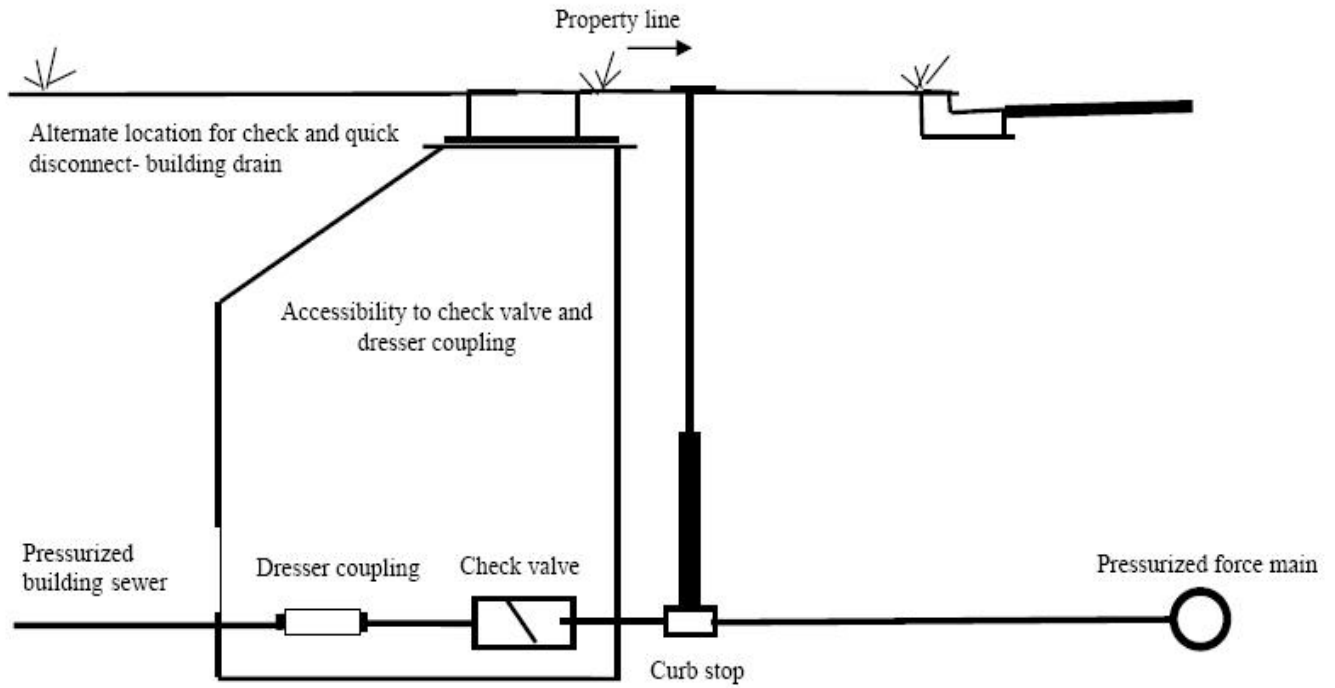 Property line
Alternate location for check and quick
disconnect- building drain
Accessibility to check valve and
dresser coupling
Pressurized
building sewer
Dresser coupling
Check valve
Pressurized force main
Curb stop